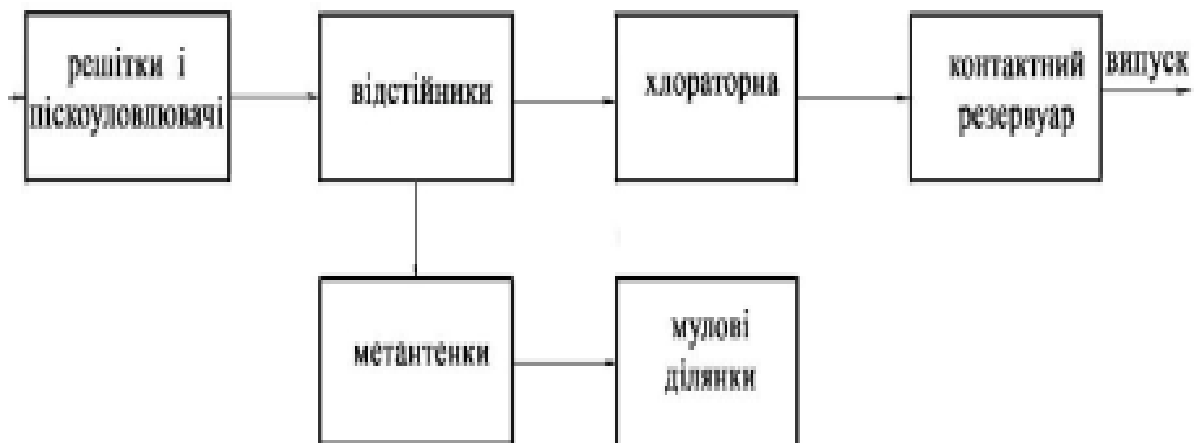 решітки і
піскоуловлювачі
відстійники
хлораторна
контактний
резервуар
випуск
метантенки
мулові
ділянки